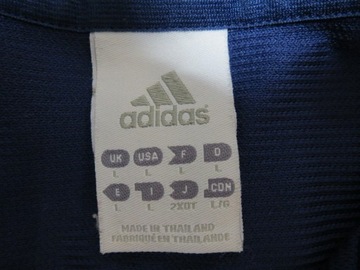 adidas
UK USA F D
L L L L
E I J CDN
L L 2XOT L/G
MADE IN THAILAND
FABRIQUÉ EN THAILANDE